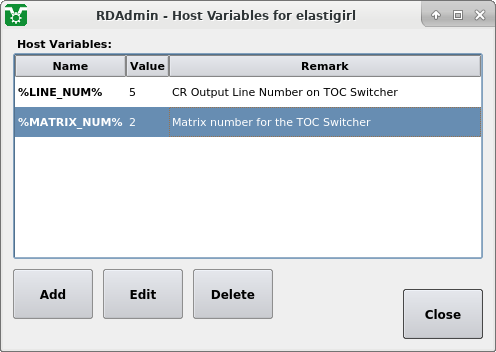 RDAdmin - Host Variables for elastigirl
Host Variables:
Name Value Remark
%LINE_NUM% 5 CR Output Line Number on TOC Switcher
%MATRIX_NUM% 2 Matrix number for the TOC Switcher
Add Edit Delete
Close